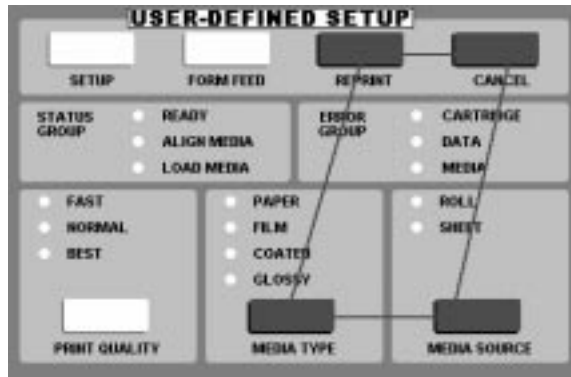 USER-DEFINED SETUP
SETUP
FORM FEED
REPRINT
CANCEL
STATUS
GROUP
READY
ALIGN MEDIA
LOAD MEDIA
ERROR
GROUP
CARTRIDGE
DATA
MEDIA
FAST
NORMAL
BEST
PRINT QUALITY
PAPER
FILM
COATED
GLOSSY
MEDIA TYPE
ROLL
SHEET
MEDIA SOURCE